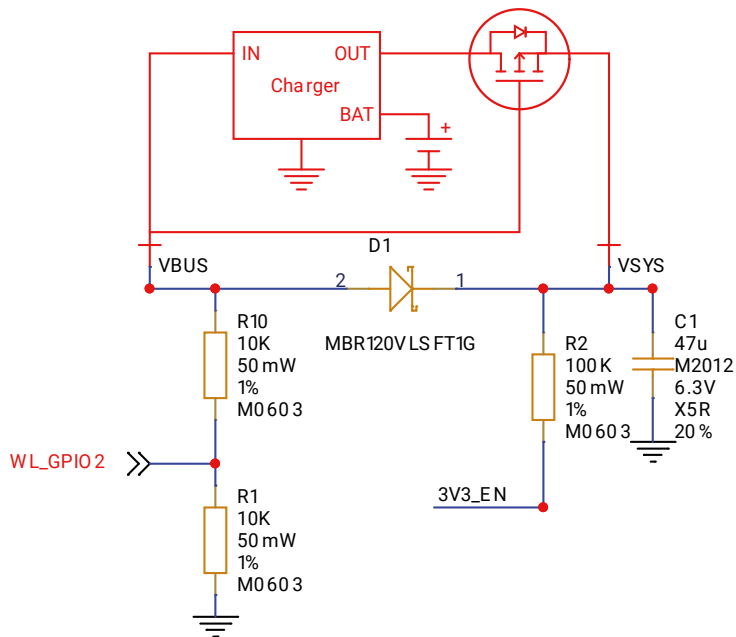 IN
OUT
Charger
BAT
+
D1
VBUS
VSYS
2
1
MBR120VLSFT1G
R10
10K
50mW
1%
M0603
R2
100K
50mW
1%
M0603
C1
47u
M2012
6.3V
X5R
20%
WL_GPIO2
3V3_EN
R1
10K
50mW
1%
M0603